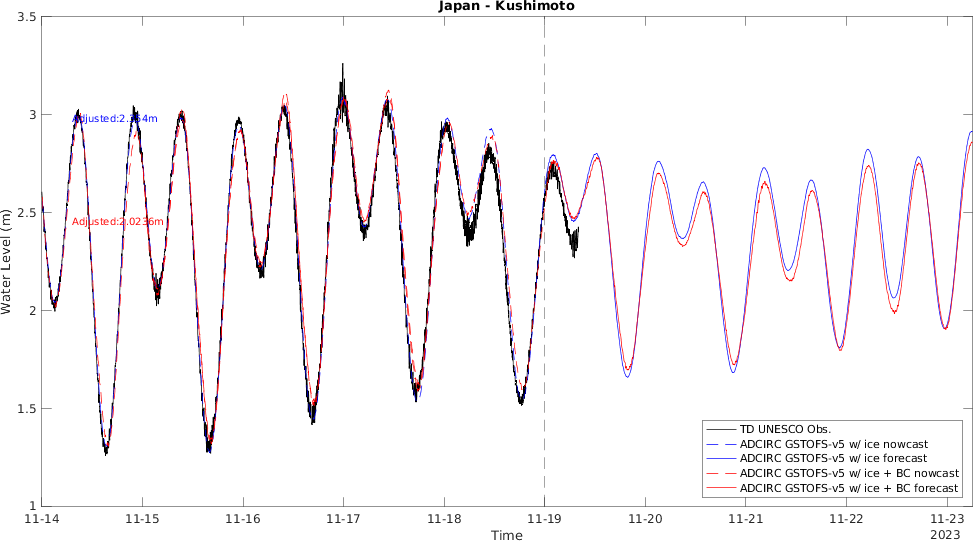 Japan - Kushimoto
3.5
3
2.5
2
1.5
1
Water Level (m)
Adjusted:2.0236m
11-14
11-15
11-16
11-17
11-18
11-19
11-20
11-21
11-22
11-23
2023
Time
TD UNESCO Obs.
ADCIRC GSTOFS-v5 w/ ice nowcast
ADCIRC GSTOFS-v5 w/ ice forecast
ADCIRC GSTOFS-v5 w/ ice + BC nowcast
ADCIRC GSTOFS-v5 w/ ice + BC forecast